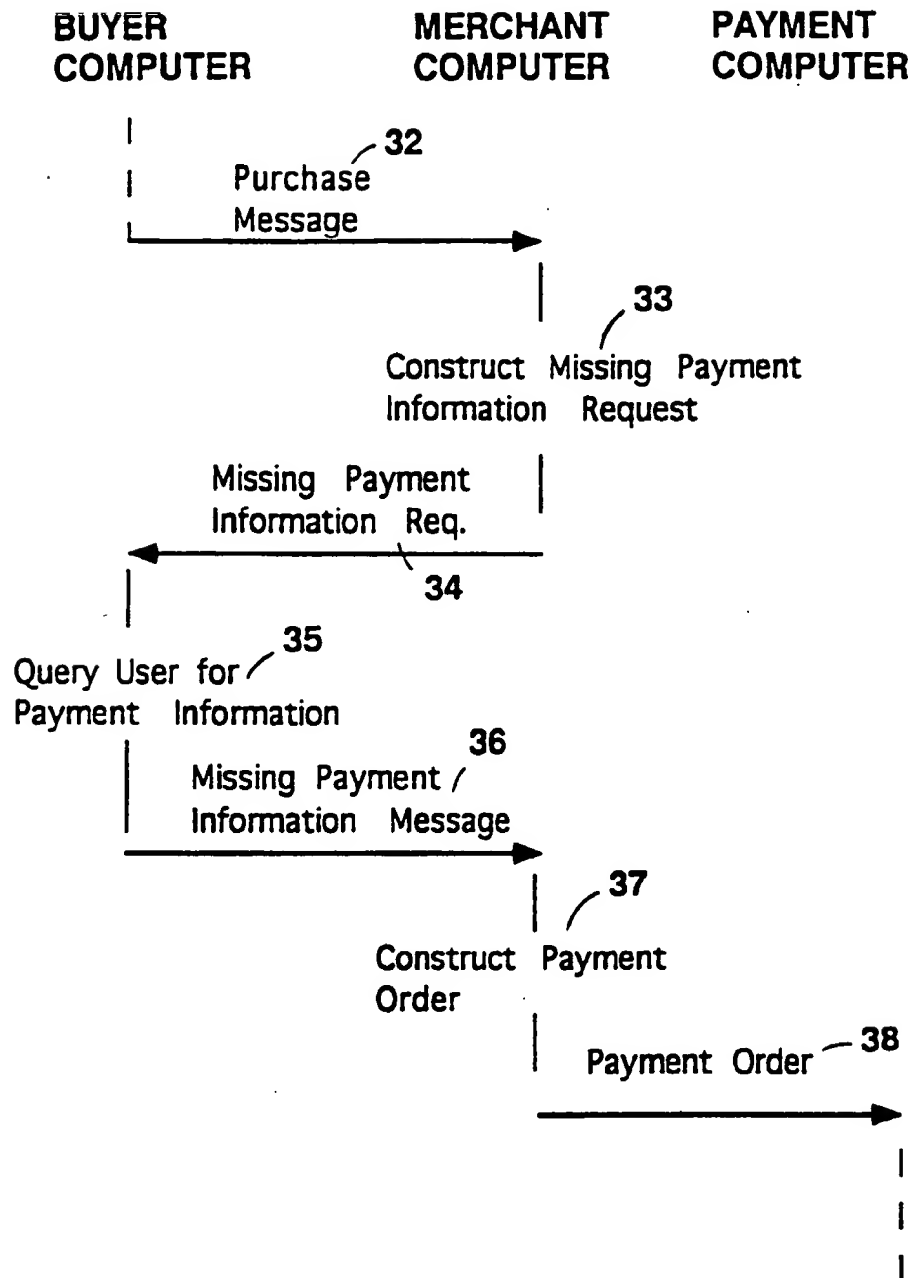 BUYER COMPUTER
MERCHANT COMPUTER
PAYMENT COMPUTER
32
Purchase
Message
33
Construct Missing Payment
Information Request
Missing Payment
Information Req.
34
35
Query User for
Payment Information
36
Missing Payment
Information Message
37
Construct Payment
Order
38
Payment Order